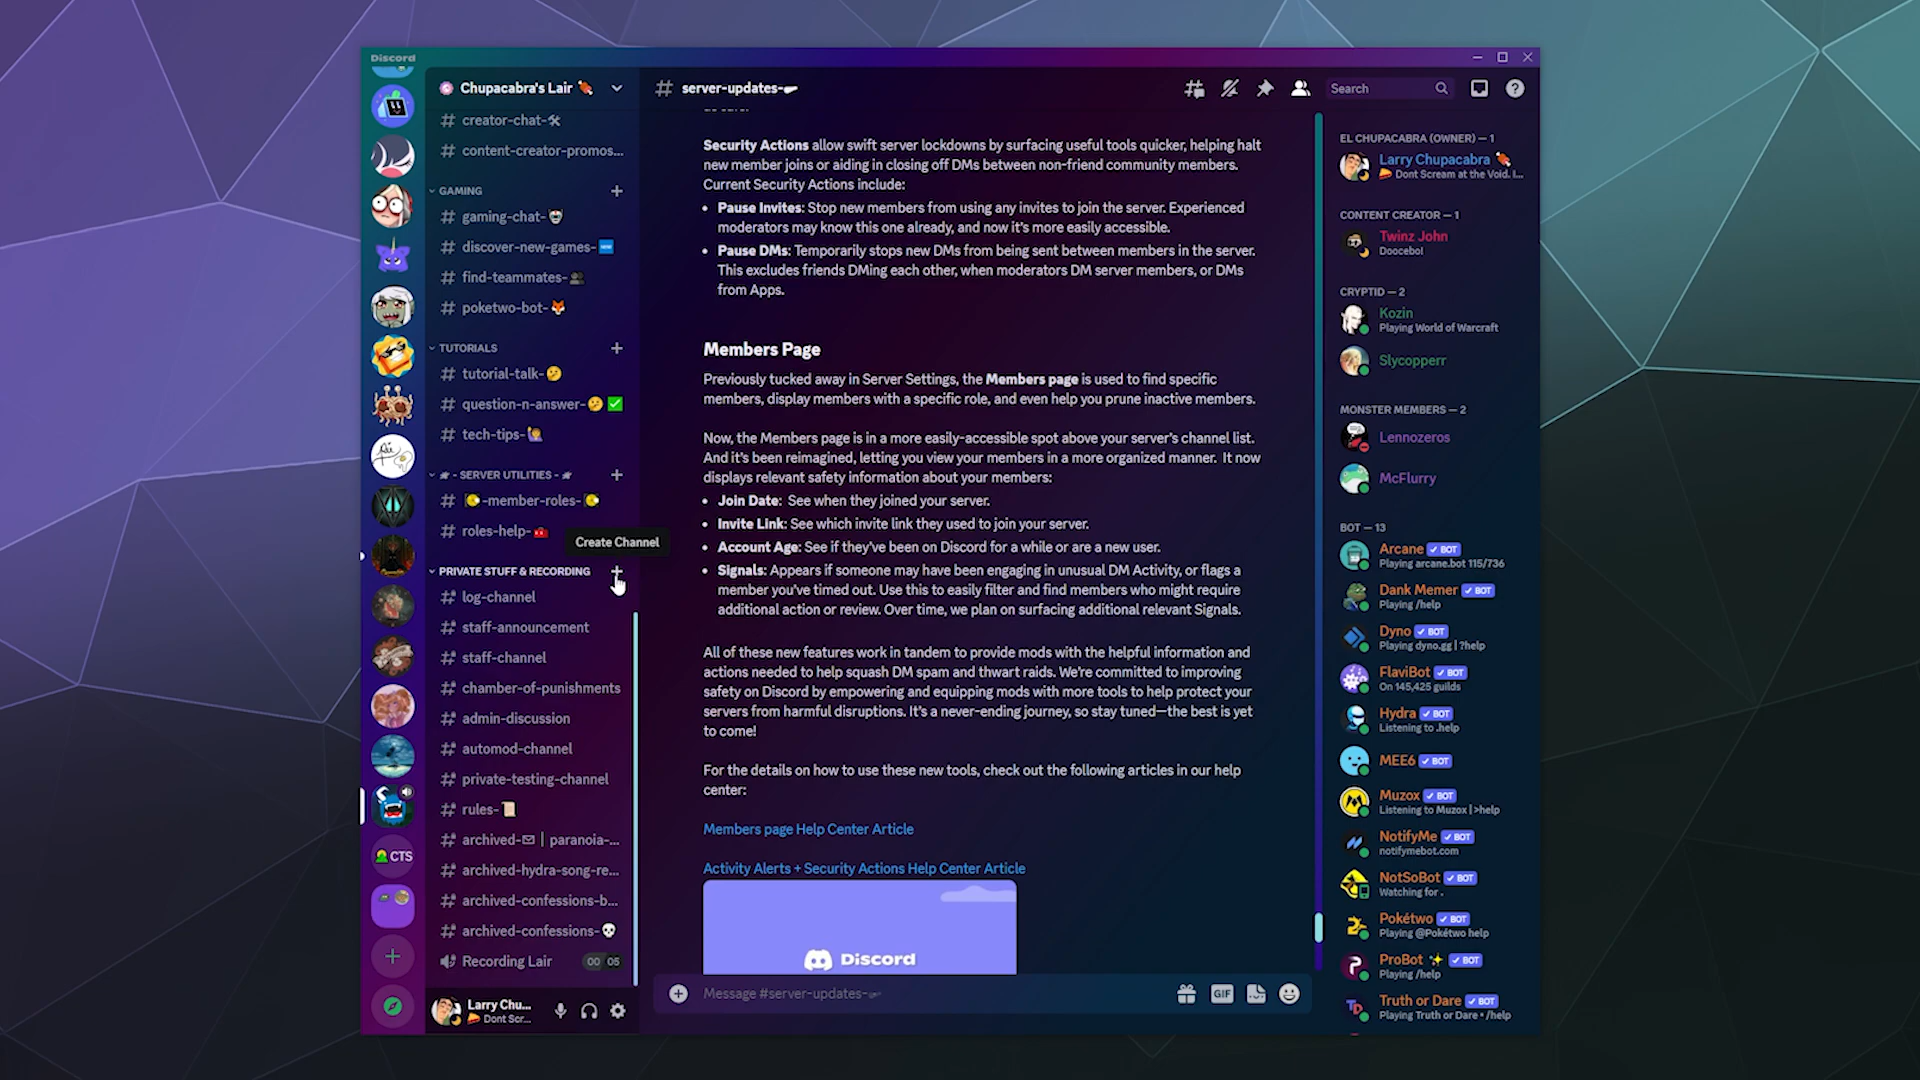 Discord
Chupacabra's Lair
creator-chat-
content-creator-promos...
GAMING
gaming-chat-
discover-new-games-
find-teammates-
poketwo-bot-
TUTORIALS
tutorial-talk-
question-n-answer-
tech-tips-
- SERVER UTILITIES -
-member-roles-
roles-help-
Create Channel
PRIVATE STUFF & RECORDING
log-channel
staff-announcement
staff-channel
chamber-of-punishments
admin-discussion
automod-channel
private-testing-channel
rules-
archived- | paranoia-...
archived-hydra-song-re...
archived-confessions-b...
archived-confessions-
Recording Lair 00 05
CTS
Larry Chu...
Dont Scr...
# server-updates-
Search
Security Actions allow swift server lockdowns by surfacing useful tools quicker, helping halt
new member joins or aiding in closing off DMs between non-friend community members.
Current Security Actions include:
• Pause Invites: Stop new members from using any invites to join the server. Experienced
moderators may know this one already, and now it's more easily accessible.
• Pause DMs: Temporarily stops new DMs from being sent between members in the server.
This excludes friends DMing each other, when moderators DM server members, or DMs
from Apps.
Members Page
Previously tucked away in Server Settings, the Members page is used to find specific
members, display members with a specific role, and even help you prune inactive members.
Now, the Members page is in a more easily-accessible spot above your server's channel list.
And it's been reimagined, letting you view your members in a more organized manner. It now
displays relevant safety information about your members:
• Join Date: See when they joined your server.
• Invite Link: See which invite link they used to join your server.
• Account Age: See if they've been on Discord for a while or are a new user.
• Signals: Appears if someone may have been engaging in unusual DM Activity, or flags a
member you've timed out. Use this to easily filter and find members who might require
additional action or review. Over time, we plan on surfacing additional relevant Signals.
All of these new features work in tandem to provide mods with the helpful information and
actions needed to help squash DM spam and thwart raids. We're committed to improving
safety on Discord by empowering and equipping mods with more tools to help protect your
servers from harmful disruptions. It's a never-ending journey, so stay tuned—the best is yet
to come!
For the details on how to use these new tools, check out the following articles in our help
center:
Members page Help Center Article
Activity Alerts + Security Actions Help Center Article
Discord
Message #server-updates-
GIF
EL CHUPACABRA (OWNER) — 1
Larry Chupacabra
Dont Scream at the Void. I...
CONTENT CREATOR — 1
Twinz John
Doocebo!
CRYPTID — 2
Kozin
Playing World of Warcraft
Slycopperr
MONSTER MEMBERS — 2
Lennozeros
McFlurry
BOT — 13
Arcane ✓ BOT
Playing arcane.bot 115/736
Dank Memer ✓ BOT
Playing /help
Dyno ✓ BOT
Playing dyno.gg | ?help
FlaviBot ✓ BOT
On 145,425 guilds
Hydra ✓ BOT
Listening to .help
MEE6 ✓ BOT
Muzox ✓ BOT
Listening to Muzox | >help
NotifyMe ✓ BOT
notifymebot.com
NotSoBot ✓ BOT
Watching for .
Pokétwo ✓ BOT
Playing @Pokétwo help
ProBot ✨ ✓ BOT
Playing /help
Truth or Dare ✓ BOT
Playing Truth or Dare • /help